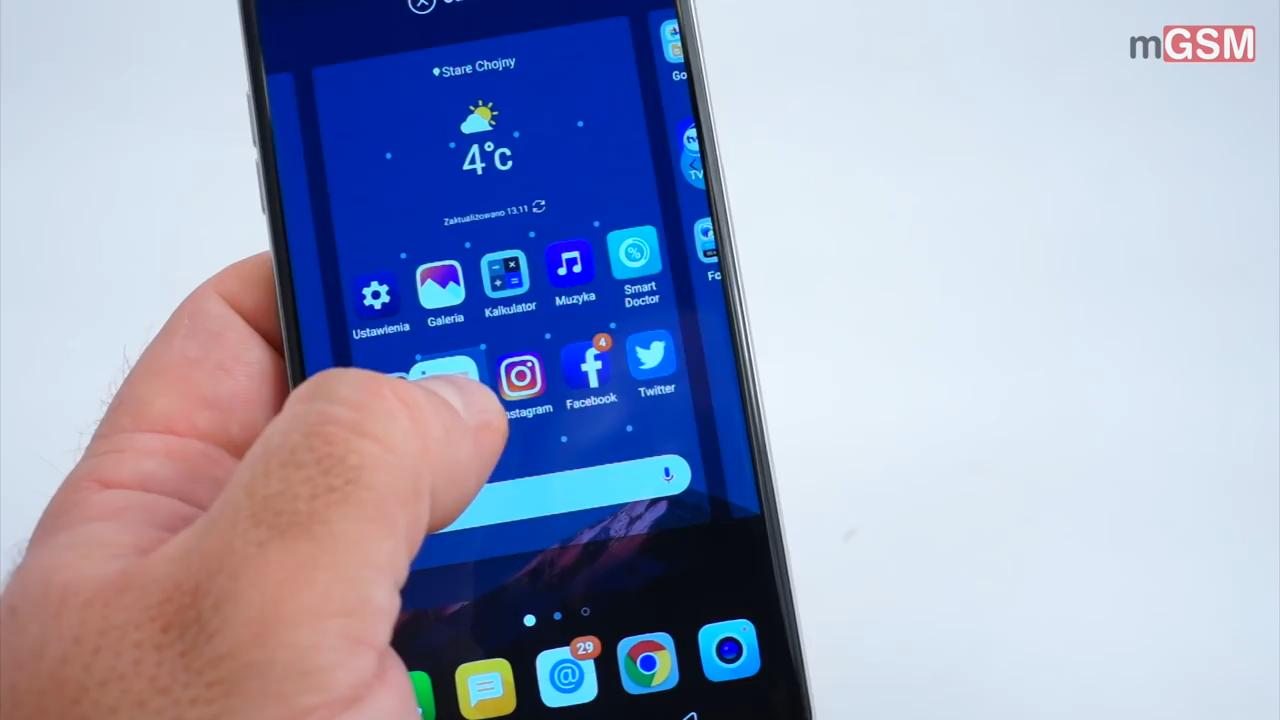 mGSM
Stare Chojny
4°C
Zaktualizowano 13.11
Go
TV
Fo
Ustawienia
Galeria
Kalkulator
Muzyka
Smart
Doctor
4
Instagram
Facebook
Twitter
29